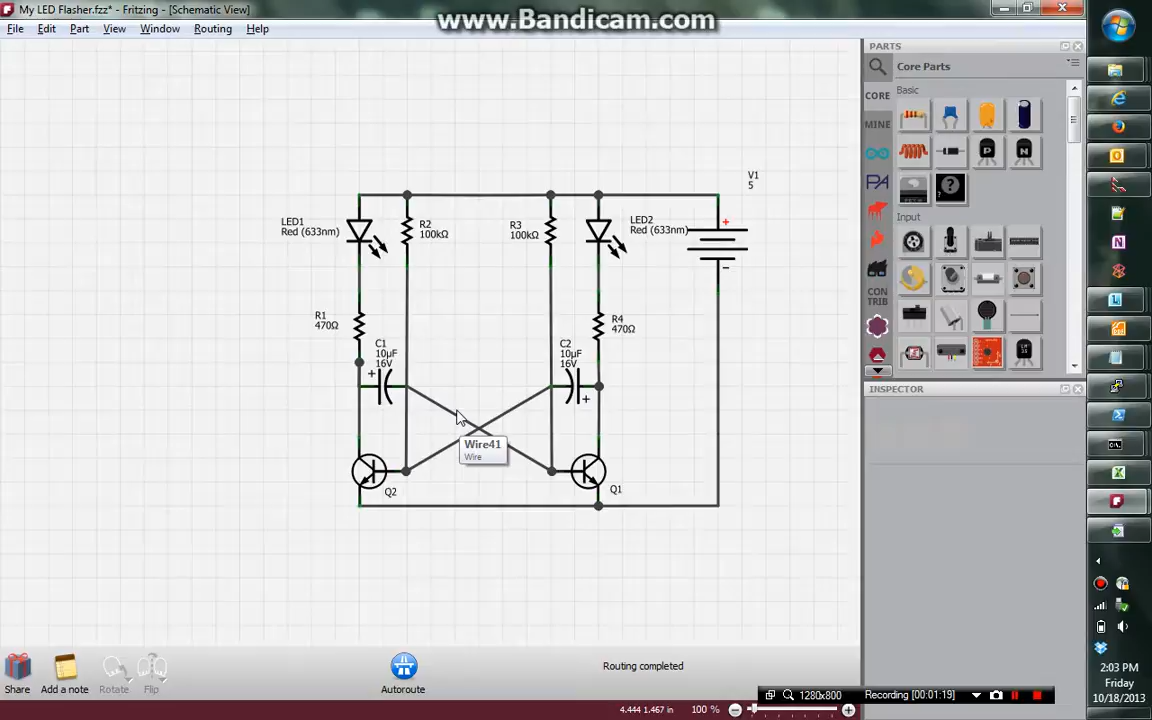 My LED Flasher.fzz* - Fritzing - [Schematic View]
www.Bandicam.com
File Edit Part View Window Routing Help
PARTS
Core Parts
CORE
Basic
MINE
Input
CON
TRIB
INSPECTOR
V1
5
LED1
Red (633nm)
R2
100kΩ
R3
100kΩ
LED2
Red (633nm)
R1
470Ω
R4
470Ω
C1
10µF
16V
C2
10µF
16V
Wire41
Wire
Q2
Q1
Share
Add a note
Rotate
Flip
Autoroute
Routing completed
1280x800
Recording [00:01:19]
4.444 1.467 in
100 %
2:03 PM
Friday
10/18/2013